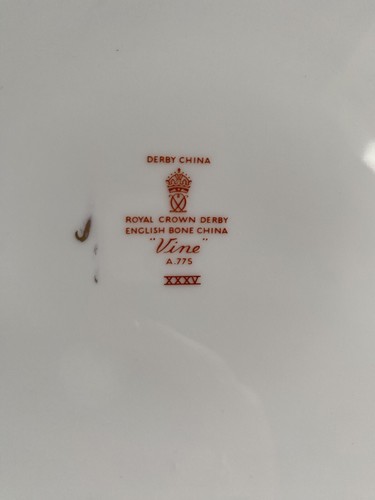 DERBY CHINA
ROYAL CROWN DERBY
ENGLISH BONE CHINA
"Vine"
A.775
XXXV